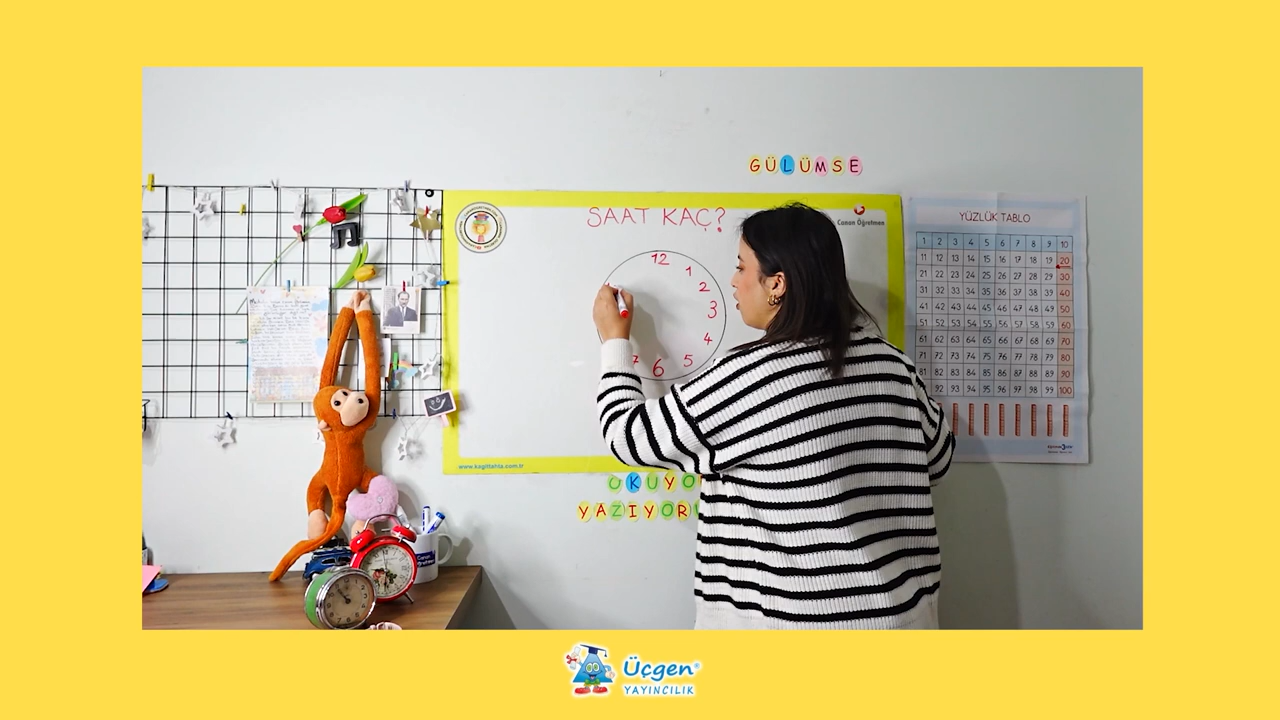 GÜLÜMSE
SAAT KAÇ?
Canan Öğretmen
12
1
2
3
4
5
6
7
www.kagittahta.com.tr
OKUYO
YAZIYOR
YÜZLÜK TABLO
1 2 3 4 5 6 7 8 9 10
11 12 13 14 15 16 17 18 19 20
21 22 23 24 25 26 27 28 29 30
31 32 33 34 35 36 37 38 39 40
41 42 43 44 45 46 47 48 49 50
51 52 53 54 55 56 57 58 59 60
61 62 63 64 65 66 67 68 69 70
71 72 73 74 75 76 77 78 79 80
82 83 84 85 86 87 88 89 90
92 93 94 95 96 97 98 99 100
Canan
Öğretmen
Üçgen
YAYINCILIK